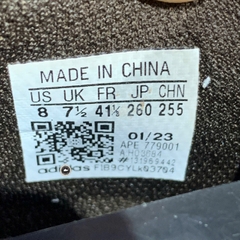 MADE IN CHINA
US UK FR JP CHN
8 7½ 41⅓ 260 255
01/23
APE 779001
adidas